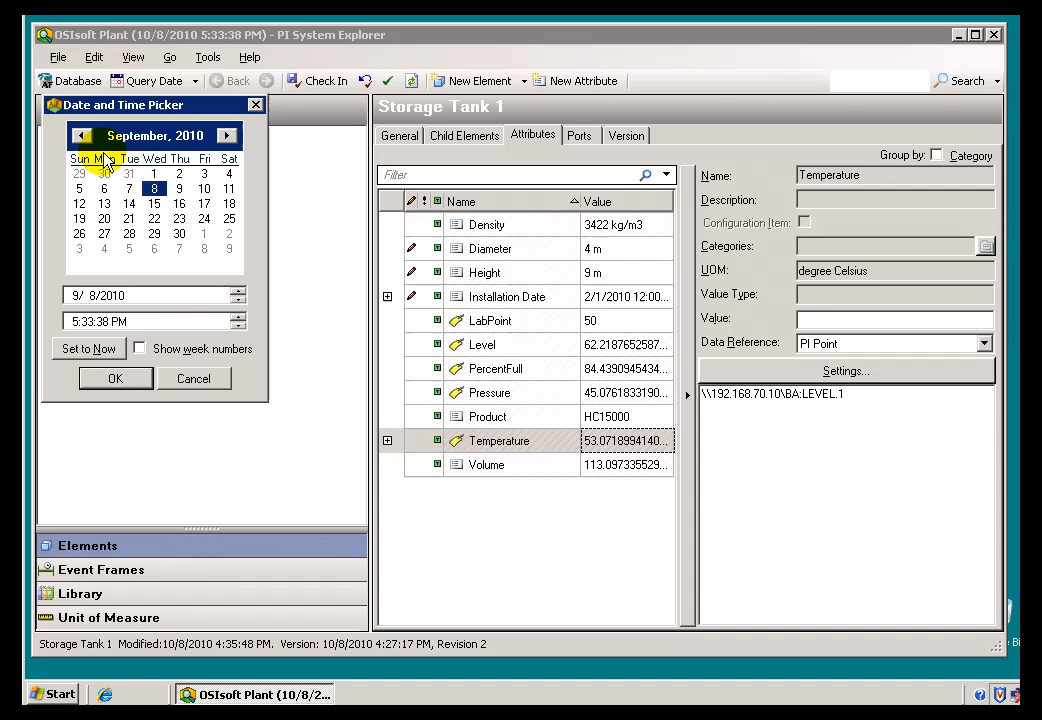 OSIsoft Plant (10/8/2010 5:33:38 PM) - PI System Explorer
File Edit View Go Tools Help
Database Query Date Back Check In New Element New Attribute Search
Date and Time Picker
September, 2010
Sun Mon Tue Wed Thu Fri Sat
29 30 31 1 2 3 4
5 6 7 8 9 10 11
12 13 14 15 16 17 18
19 20 21 22 23 24 25
26 27 28 29 30 1 2
3 4 5 6 7 8 9
9/ 8/2010
5:33:38 PM
Set to Now Show week numbers
OK Cancel
Elements
Event Frames
Library
Unit of Measure
Storage Tank 1
General Child Elements Attributes Ports Version
Group by: Category
Filter
Name Value
Density 3422 kg/m3
Diameter 4 m
Height 9 m
Installation Date 2/1/2010 12:00...
LabPoint 50
Level 62.2187652587...
PercentFull 84.4390945434...
Pressure 45.0761833190...
Product HC15000
Temperature 53.0718994140...
Volume 113.097335529...
Name: Temperature
Description:
Configuration Item:
Categories:
UOM: degree Celsius
Value Type:
Value:
Data Reference: PI Point
Settings...
\\192.168.70.10\BA:LEVEL.1
Storage Tank 1 Modified:10/8/2010 4:35:48 PM. Version: 10/8/2010 4:27:17 PM, Revision 2
Start OSIsoft Plant (10/8/2...